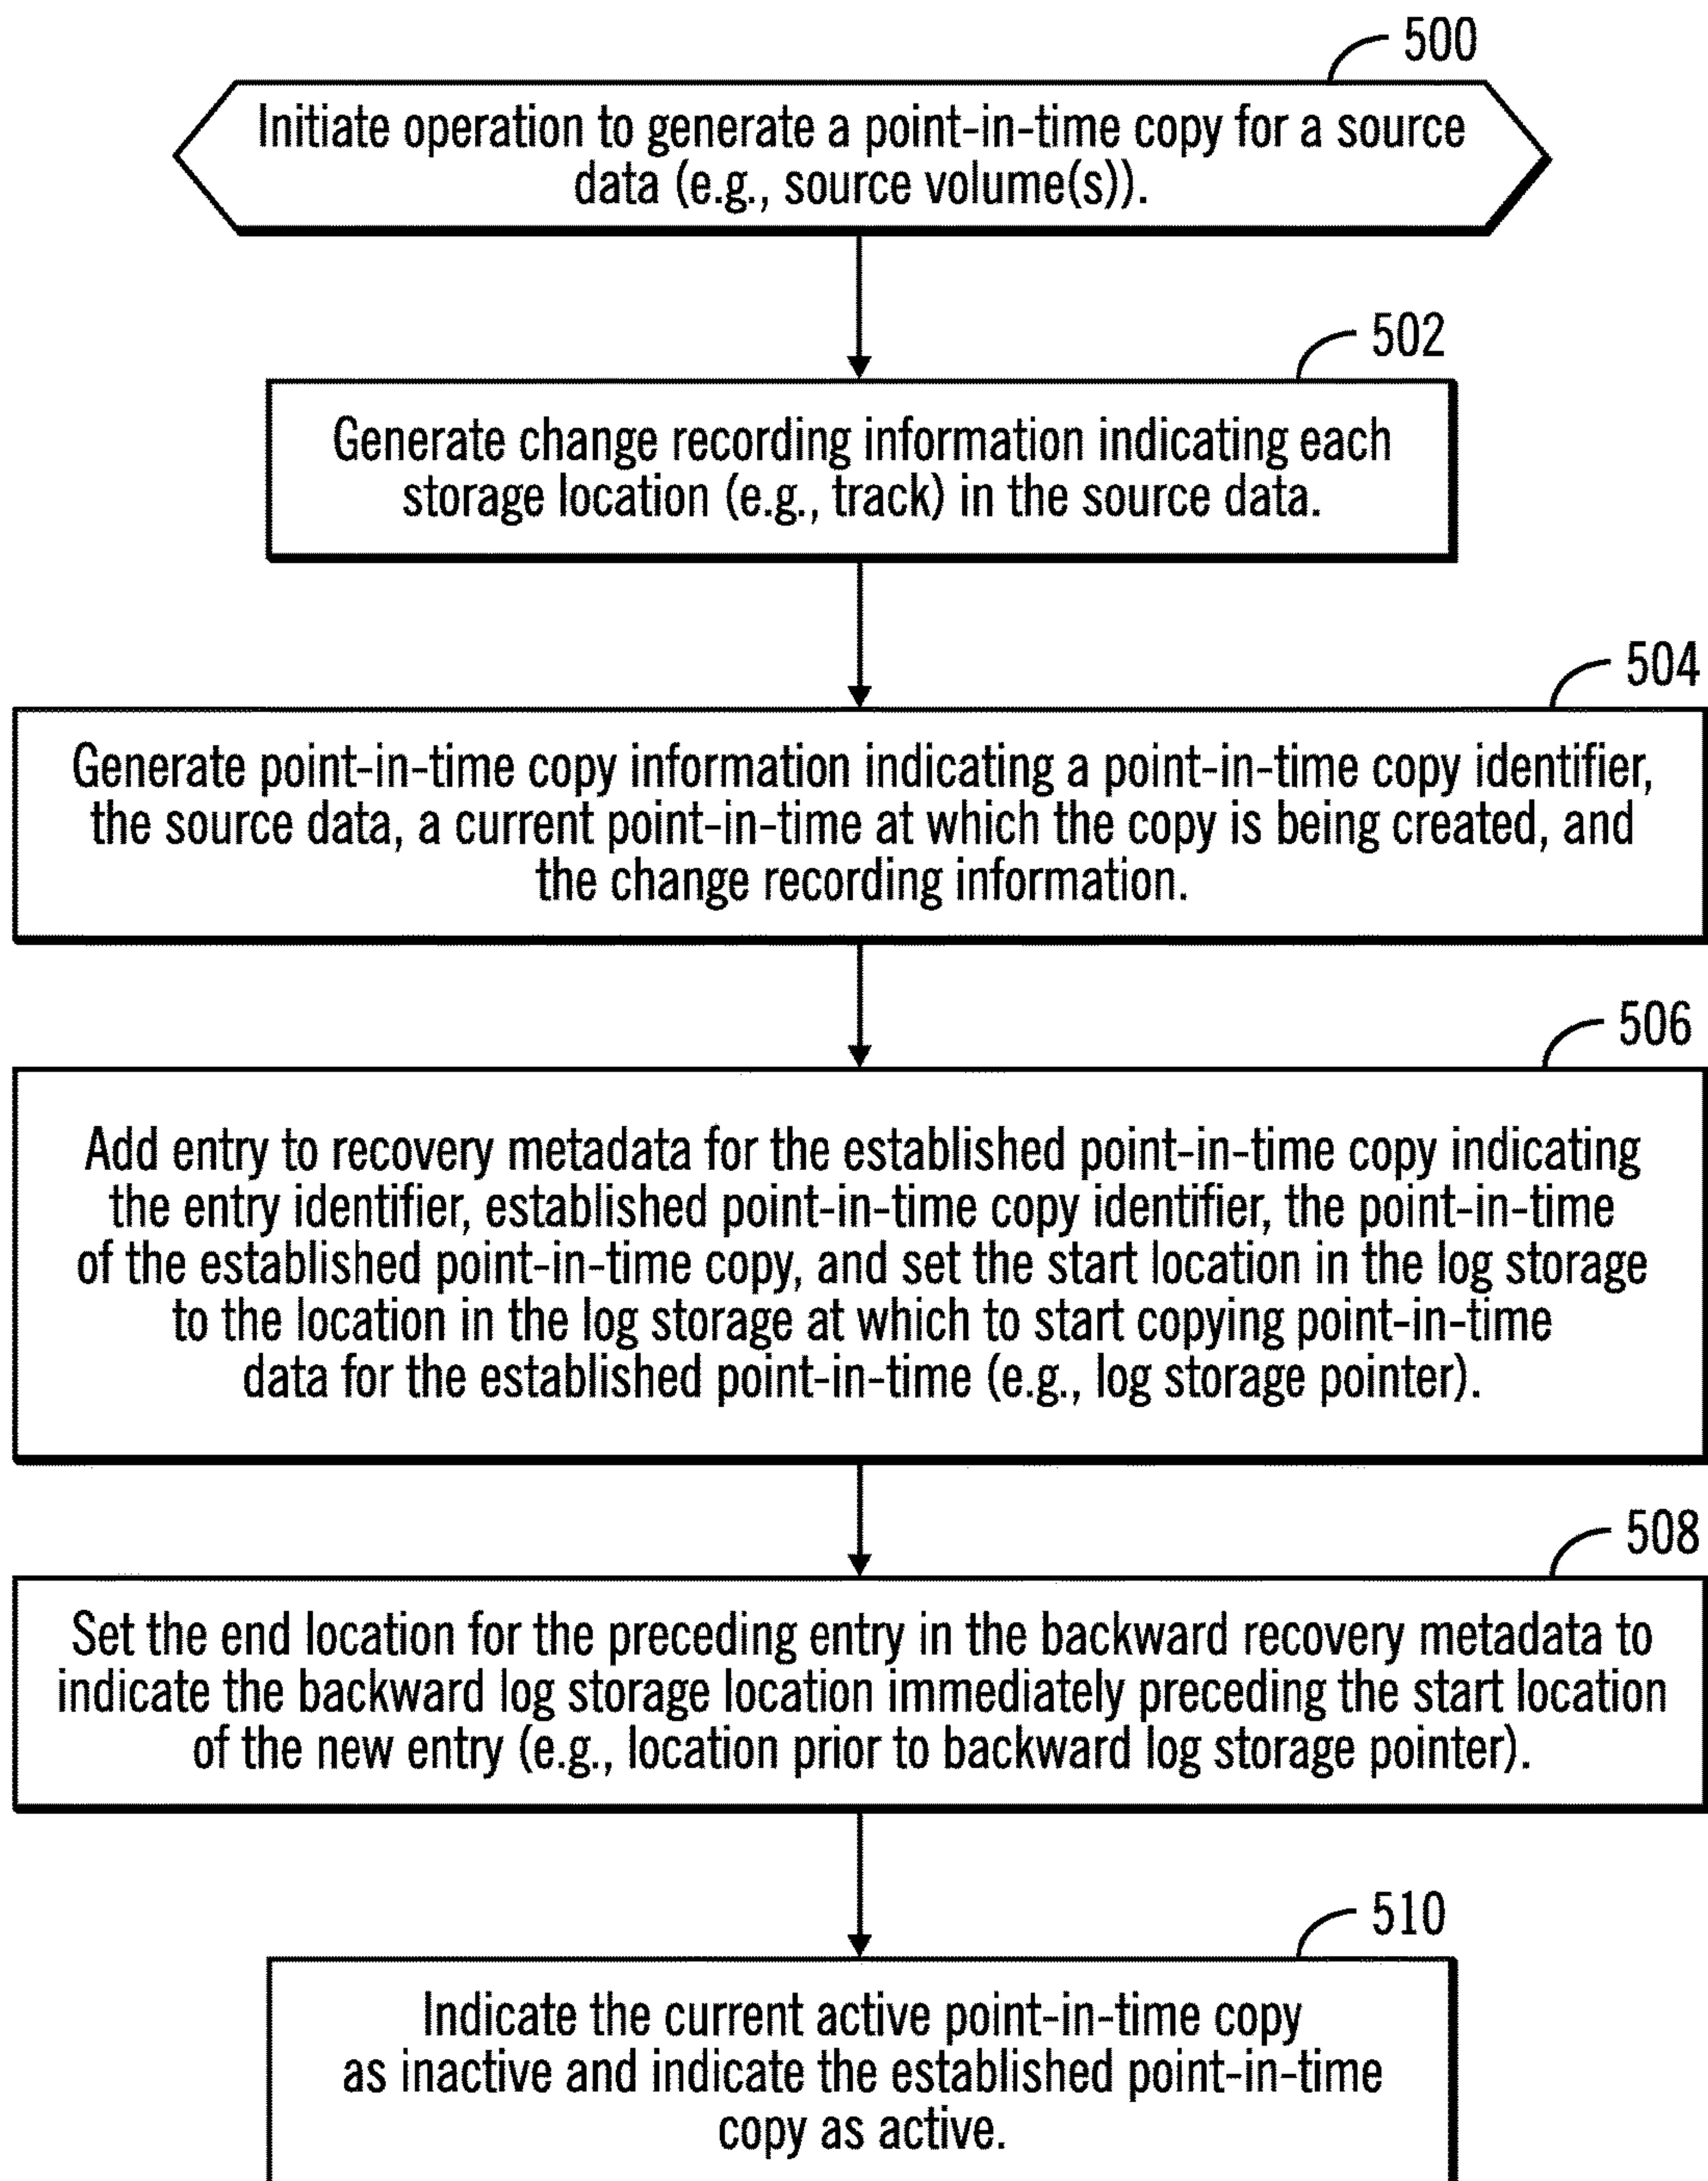 500
Initiate operation to generate a point-in-time copy for a source
data (e.g., source volume(s)).
502
Generate change recording information indicating each
storage location (e.g., track) in the source data.
504
Generate point-in-time copy information indicating a point-in-time copy identifier,
the source data, a current point-in-time at which the copy is being created, and
the change recording information.
506
Add entry to recovery metadata for the established point-in-time copy indicating
the entry identifier, established point-in-time copy identifier, the point-in-time
of the established point-in-time copy, and set the start location in the log storage
to the location in the log storage at which to start copying point-in-time
data for the established point-in-time (e.g., log storage pointer).
508
Set the end location for the preceding entry in the backward recovery metadata to
indicate the backward log storage location immediately preceding the start location
of the new entry (e.g., location prior to backward log storage pointer).
510
Indicate the current active point-in-time copy
as inactive and indicate the established point-in-time
copy as active.